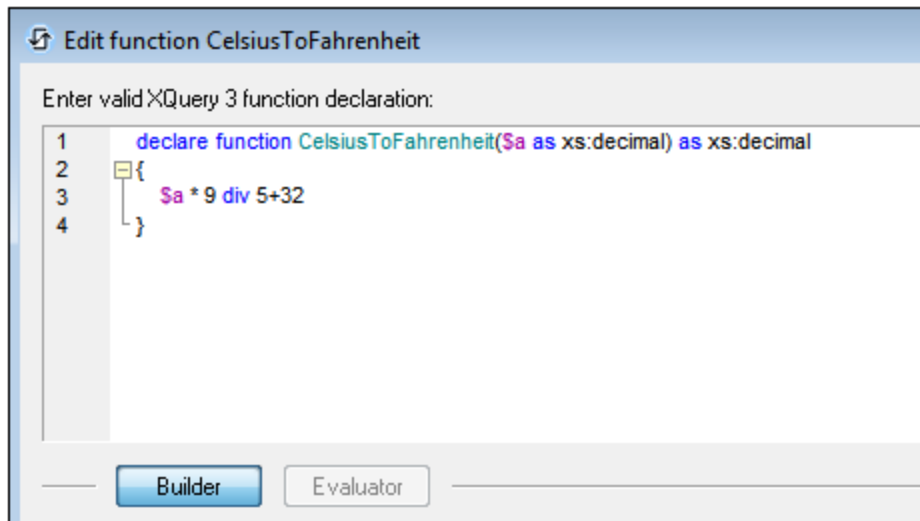 Edit function CelsiusToFahrenheit
Enter valid XQuery 3 function declaration:
1 declare function CelsiusToFahrenheit($a as xs:decimal) as xs:decimal
2 {
3 $a * 9 div 5+32
4 }
Builder Evaluator